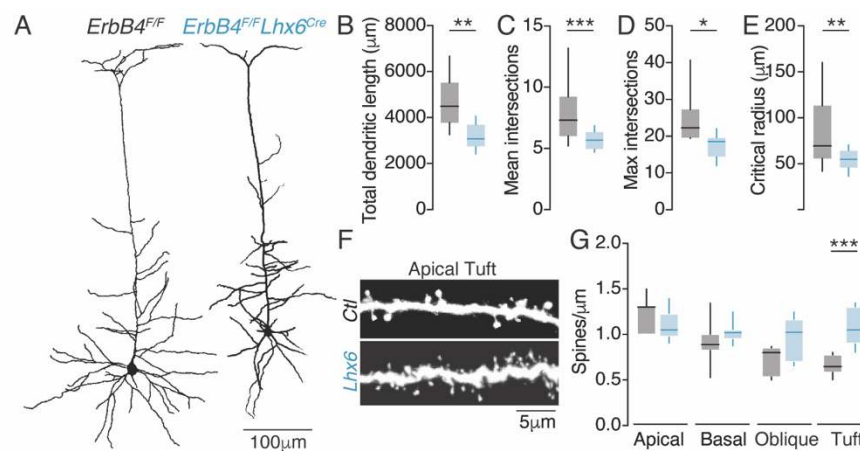 A
ErbB4F/F
ErbB4F/FLhx6Cre
100μm
B
**
Total dendritic length (μm)
8000
6000
4000
2000
0
C
***
Mean intersections
15
10
5
0
D
*
Max intersections
50
40
30
20
10
0
E
**
Critical radius (μm)
200
150
100
50
0
F
Apical Tuft
Ctl
Lhx6
5μm
G
***
Spines/μm
2.0
1.5
1.0
0.5
0
Apical
Basal
Oblique
Tuft